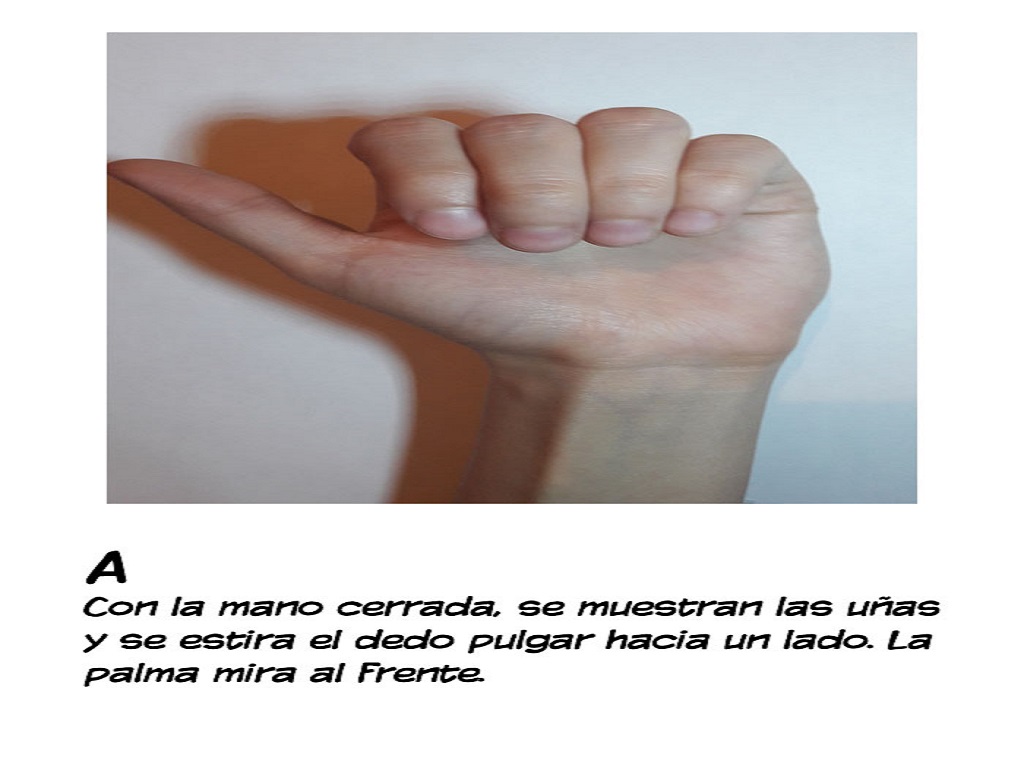 A
Con la mano cerrada, se muestran las uñas
y se estira el dedo pulgar hacia un lado. La
palma mira al Frente.